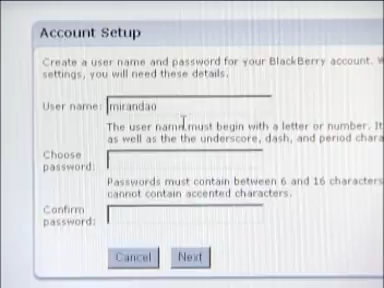 Account Setup
Create a user name and password for your BlackBerry account. W
settings, you will need these details.
User name: mirandao
The user name must begin with a letter or number. It
as well as the the underscore, dash, and period chara
Choose
password:
Passwords must contain between 6 and 16 characters
cannot contain accented characters.
Confirm
password:
Cancel Next